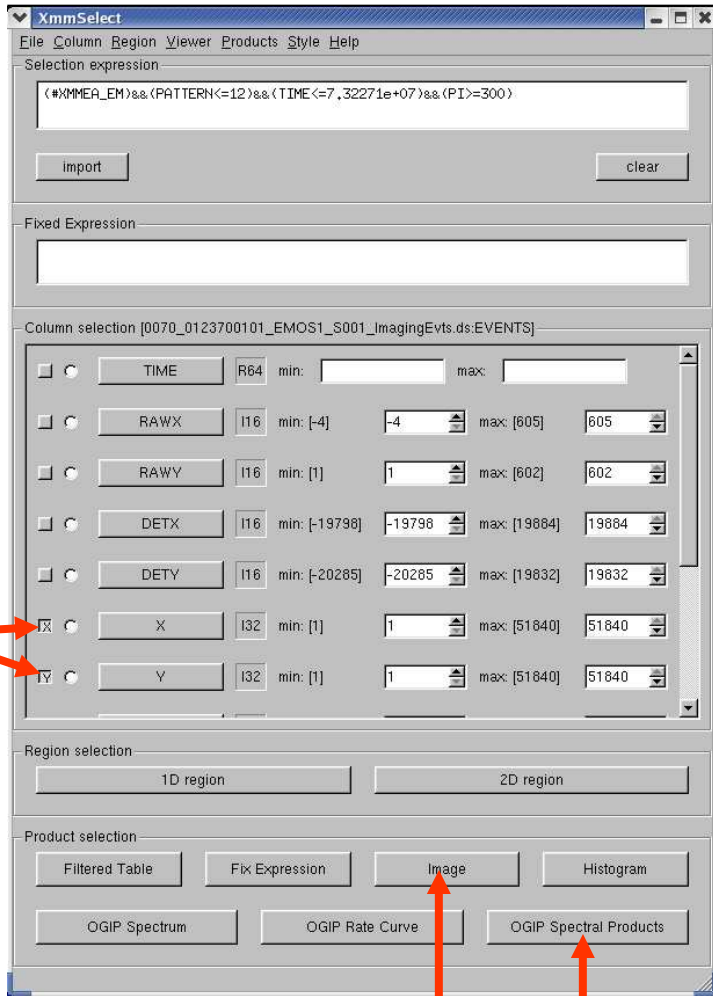 XmmSelect
File Column Region Viewer Products Style Help
Selection expression
(#XMMEA_EM)&&(PATTERN<=12)&&(TIME<=7.32271e+07)&&(PI>=300)
import clear
Fixed Expression
Column selection [0070_0123700101_EMOS1_S001_ImagingEvts.ds:EVENTS]
TIME R64 min: max:
RAWX I16 min: [-4] -4 max: [605] 605
RAWY I16 min: [1] 1 max: [602] 602
DETX I16 min: [-19798] -19798 max: [19884] 19884
DETY I16 min: [-20285] -20285 max: [19832] 19832
X X I32 min: [1] 1 max: [51840] 51840
Y Y I32 min: [1] 1 max: [51840] 51840
Region selection
1D region 2D region
Product selection
Filtered Table Fix Expression Image Histogram
OGIP Spectrum OGIP Rate Curve OGIP Spectral Products